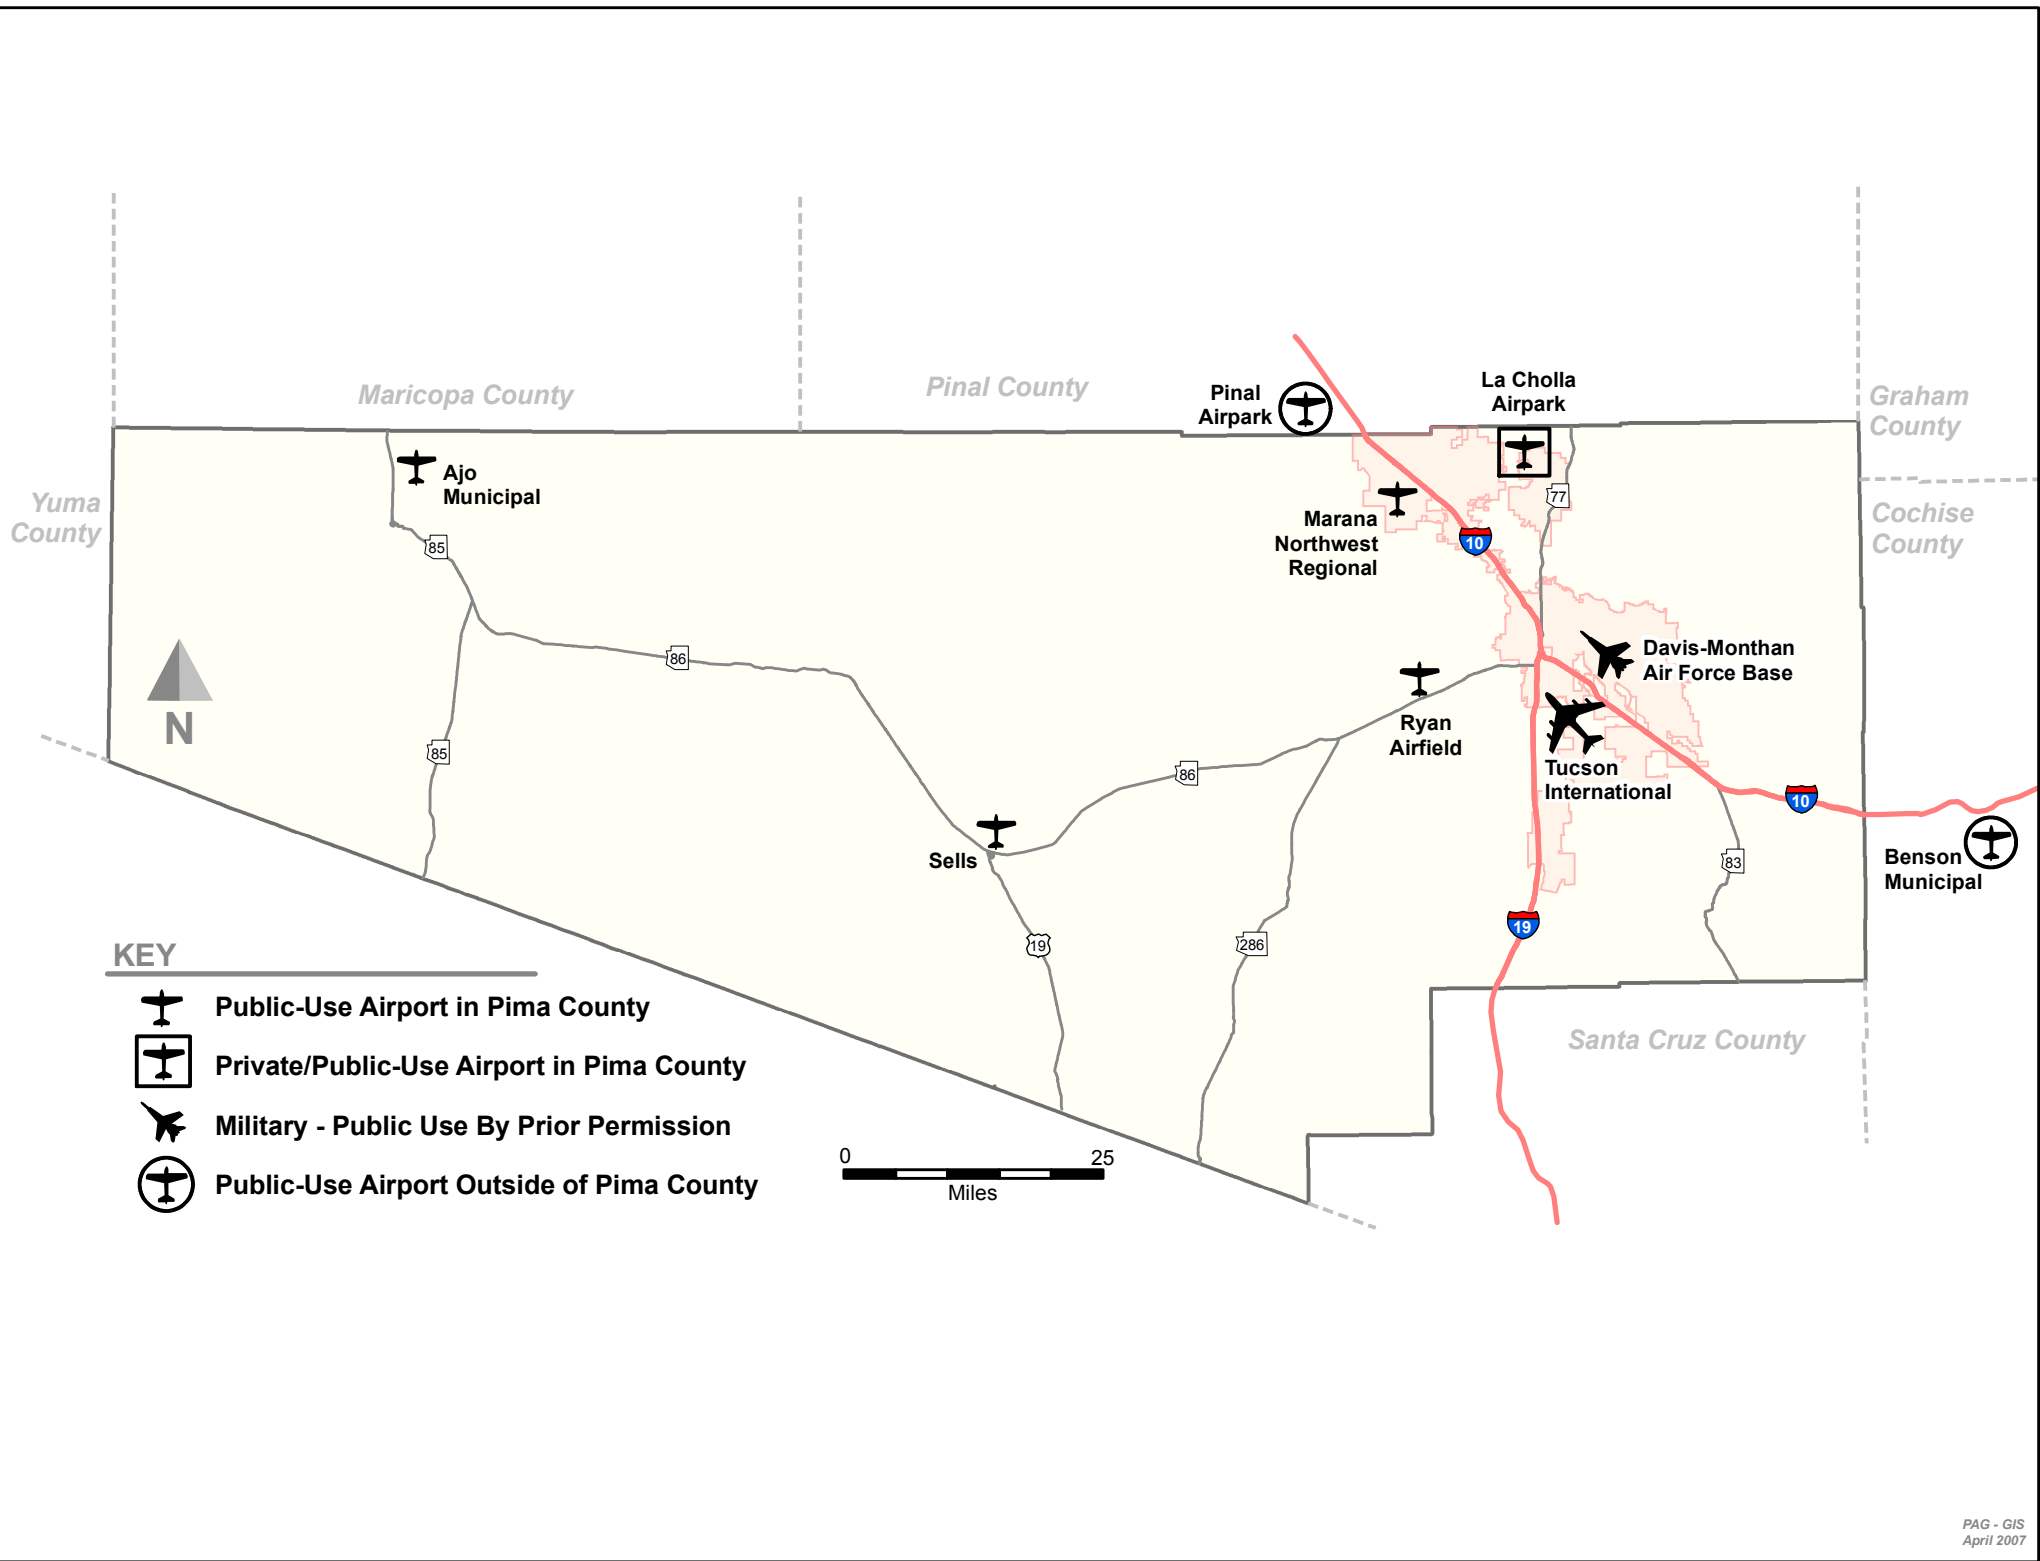 Maricopa County
Pinal County
Pinal
Airpark
La Cholla
Airpark
Graham
County
Yuma
County
Ajo
Municipal
85
77
Marana
Northwest
Regional
10
Cochise
County
86
Davis-Monthan
Air Force Base
N
85
Ryan
Airfield
86
Tucson
International
10
Sells
83
Benson
Municipal
19
286
19
Santa Cruz County
KEY
Public-Use Airport in Pima County
Private/Public-Use Airport in Pima County
Military - Public Use By Prior Permission
Public-Use Airport Outside of Pima County
0 25
Miles
PAG - GIS
April 2007